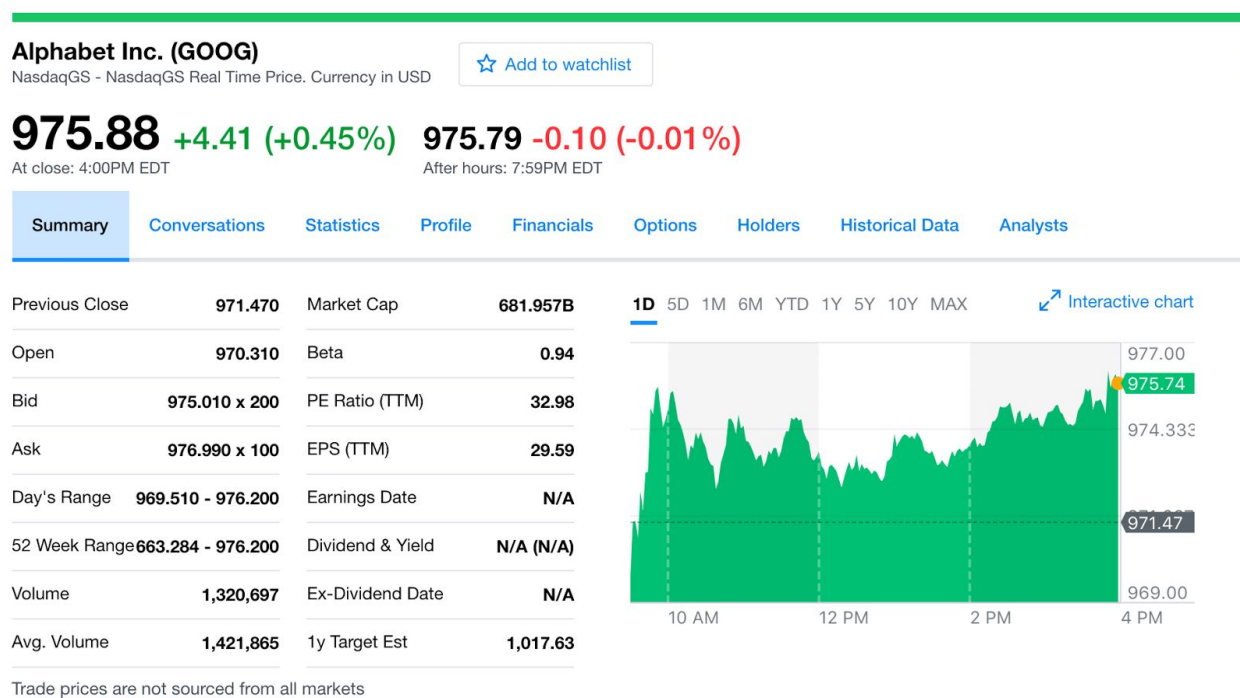 Alphabet Inc. (GOOG)
NasdaqGS - NasdaqGS Real Time Price. Currency in USD
Add to watchlist
975.88 +4.41 (+0.45%)
At close: 4:00PM EDT
975.79 -0.10 (-0.01%)
After hours: 7:59PM EDT
Summary Conversations Statistics Profile Financials Options Holders Historical Data Analysts
Previous Close 971.470
Open 970.310
Bid 975.010 x 200
Ask 976.990 x 100
Day's Range 969.510 - 976.200
52 Week Range 663.284 - 976.200
Volume 1,320,697
Avg. Volume 1,421,865
Market Cap 681.957B
Beta 0.94
PE Ratio (TTM) 32.98
EPS (TTM) 29.59
Earnings Date N/A
Dividend & Yield N/A (N/A)
Ex-Dividend Date N/A
1y Target Est 1,017.63
1D 5D 1M 6M YTD 1Y 5Y 10Y MAX
Interactive chart
977.00
975.74
974.333
971.47
969.00
10 AM 12 PM 2 PM 4 PM
Trade prices are not sourced from all markets